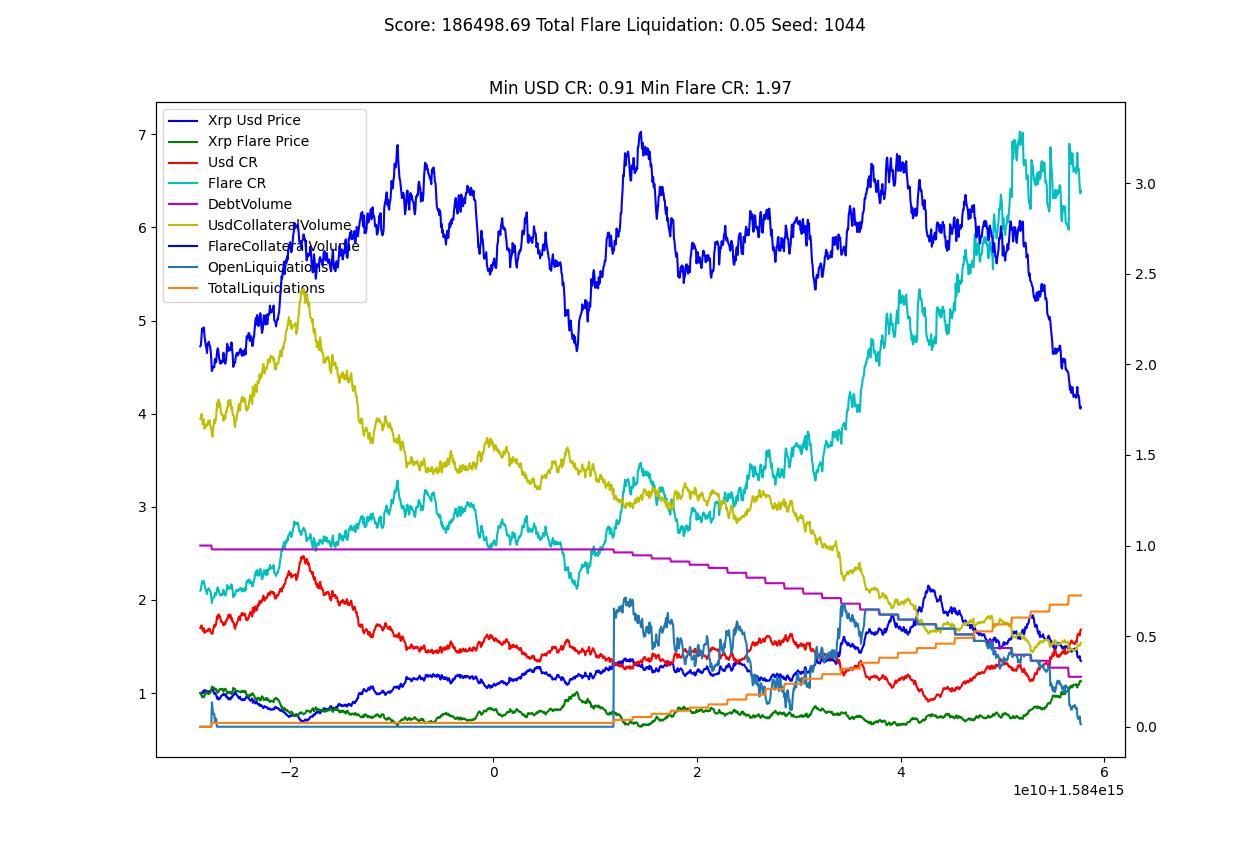 Score: 186498.69 Total Flare Liquidation: 0.05 Seed: 1044
Min USD CR: 0.91 Min Flare CR: 1.97
Xrp Usd Price
Xrp Flare Price
Usd CR
Flare CR
DebtVolume
UsdCollateralVolume
FlareCollateralVolume
OpenLiquidations
TotalLiquidations
7
6
5
4
3
2
1
3.0
2.5
2.0
1.5
1.0
0.5
0.0
−2
0
2
4
6
1e10+1.584e15